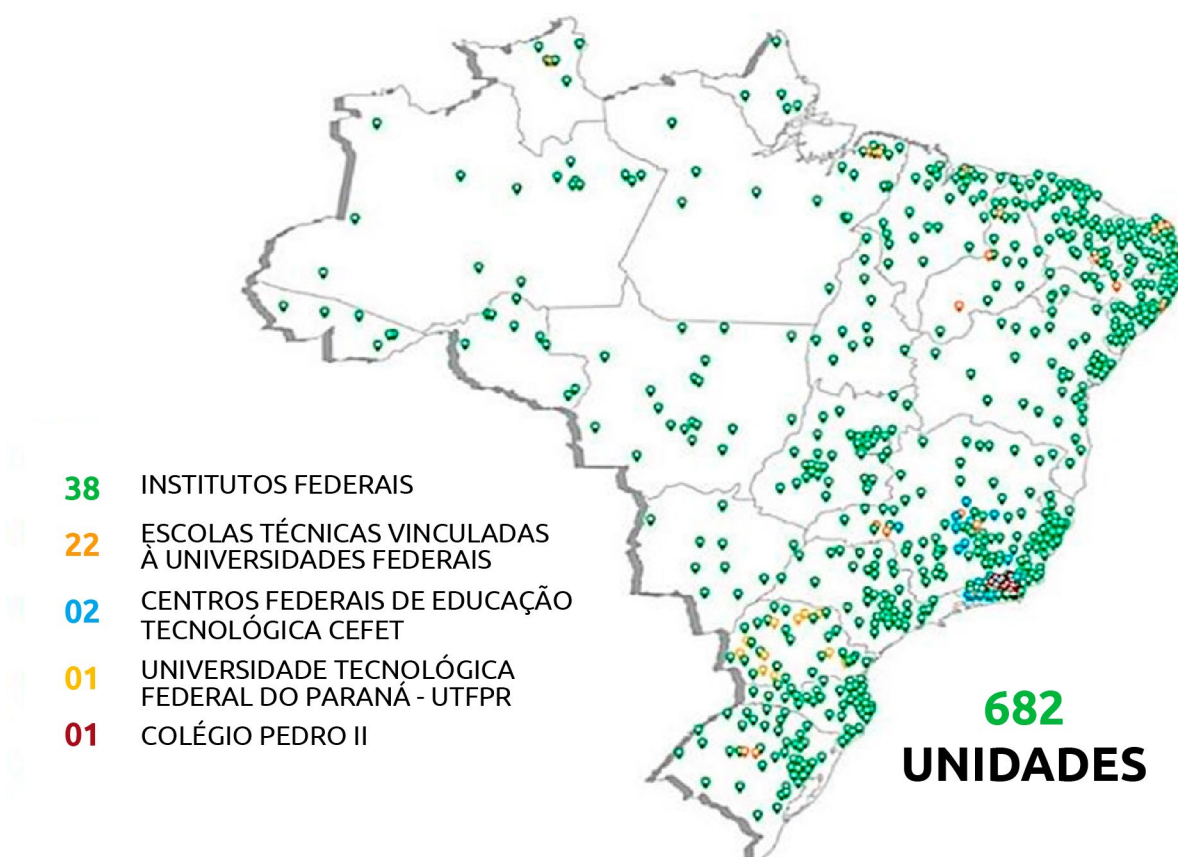 38 INSTITUTOS FEDERAIS
22 ESCOLAS TÉCNICAS VINCULADAS
À UNIVERSIDADES FEDERAIS
02 CENTROS FEDERAIS DE EDUCAÇÃO
TECNOLÓGICA CEFET
01 UNIVERSIDADE TECNOLÓGICA
FEDERAL DO PARANÁ - UTFPR
01 COLÉGIO PEDRO II
682
UNIDADES